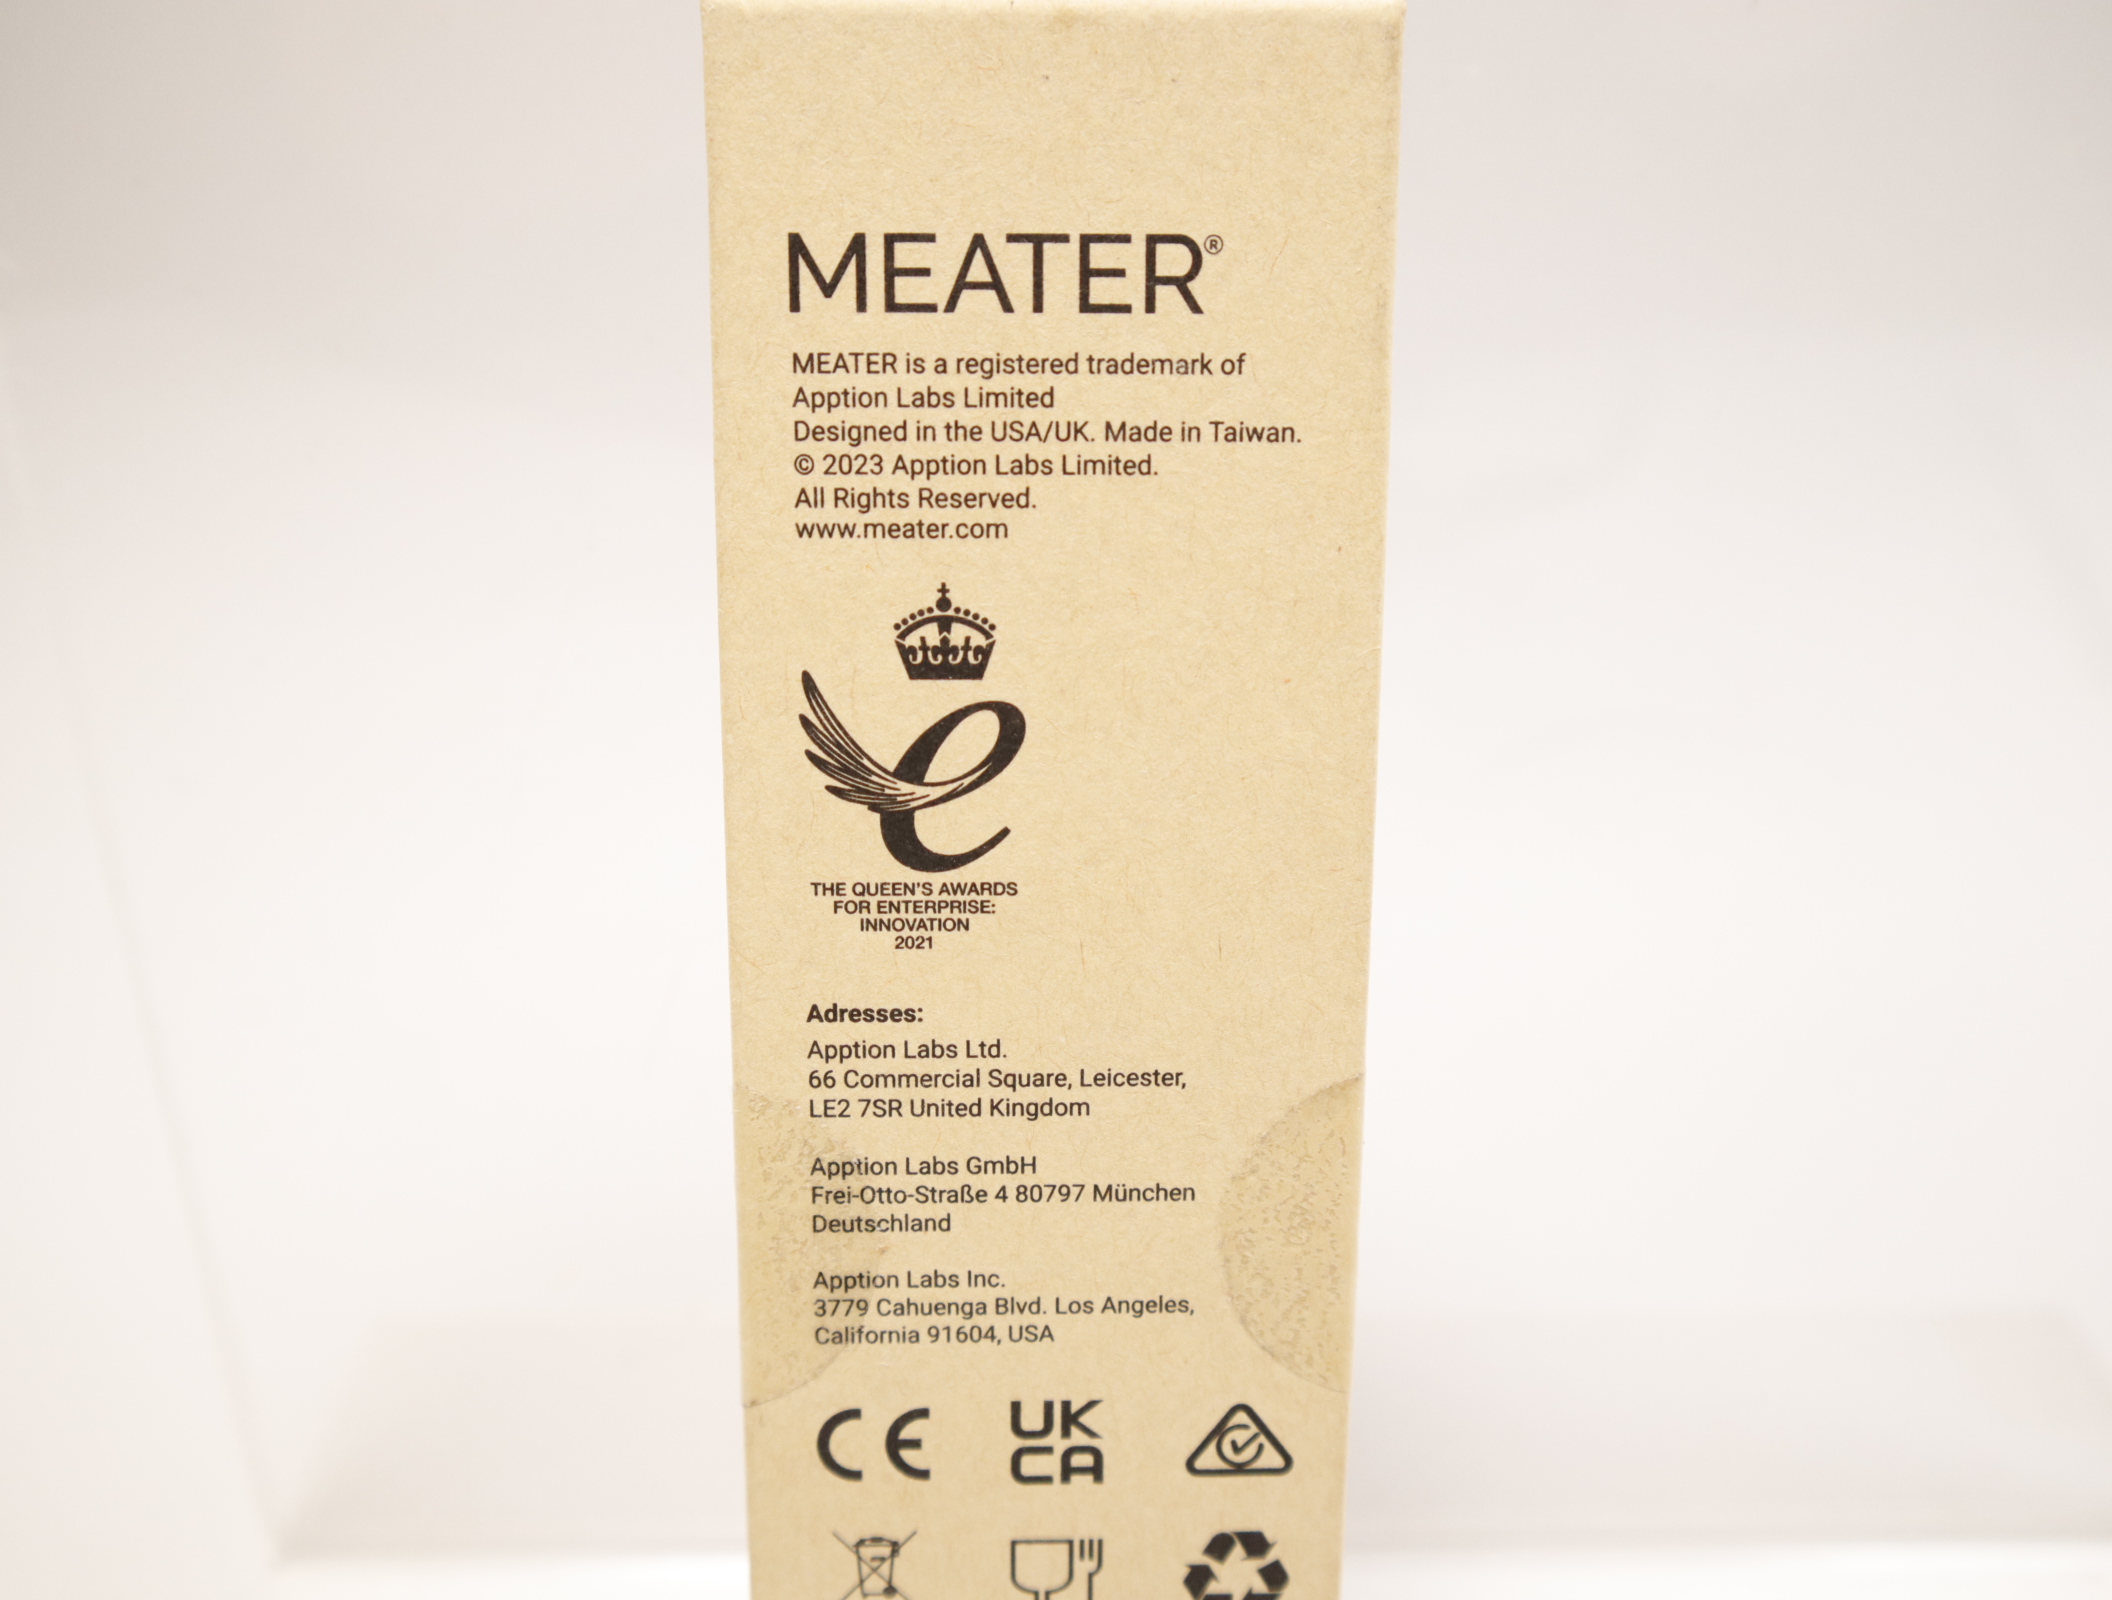 MEATER®
MEATER is a registered trademark of
Apption Labs Limited
Designed in the USA/UK. Made in Taiwan.
© 2023 Apption Labs Limited.
All Rights Reserved.
www.meater.com
e
THE QUEEN'S AWARDS
FOR ENTERPRISE:
INNOVATION
2021
Adresses:
Apption Labs Ltd.
66 Commercial Square, Leicester,
LE2 7SR United Kingdom
Apption Labs GmbH
Frei-Otto-Straße 4 80797 München
Deutschland
Apption Labs Inc.
3779 Cahuenga Blvd. Los Angeles,
California 91604, USA
CE UK
CA